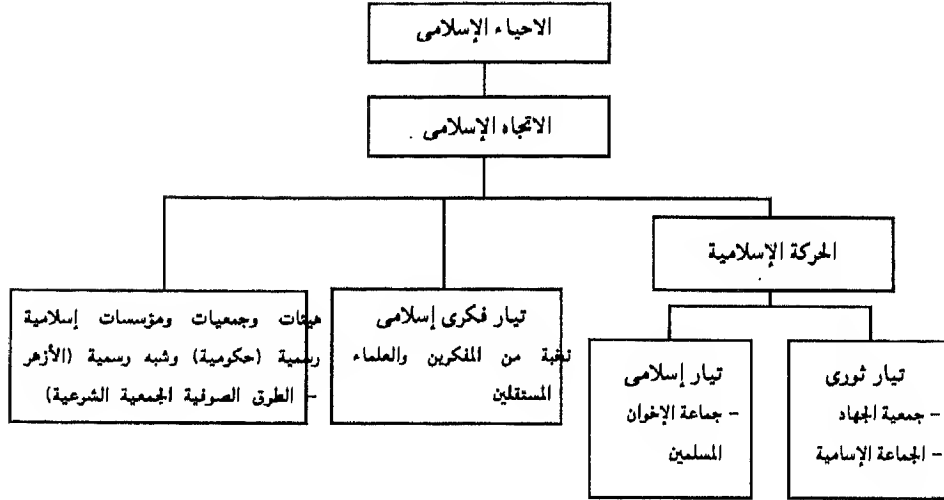 الاحياء الإسلامى
الاتجاه الإسلامى
الحركة الإسلامية
تيار ثورى
– جمعية الجهاد
– الجماعة الإسامية
تيار إسلامى
– جماعة الإخوان
المسلمين
تيار فكرى إسلامى
نخبة من المفكرين والعلماء
المستقلين
هيئات وجمعيات ومؤسسات إسلامية
رسمية (حكومية) وشبه رسمية (الأزهر
– الطرق الصوفية الجمعية الشرعية)